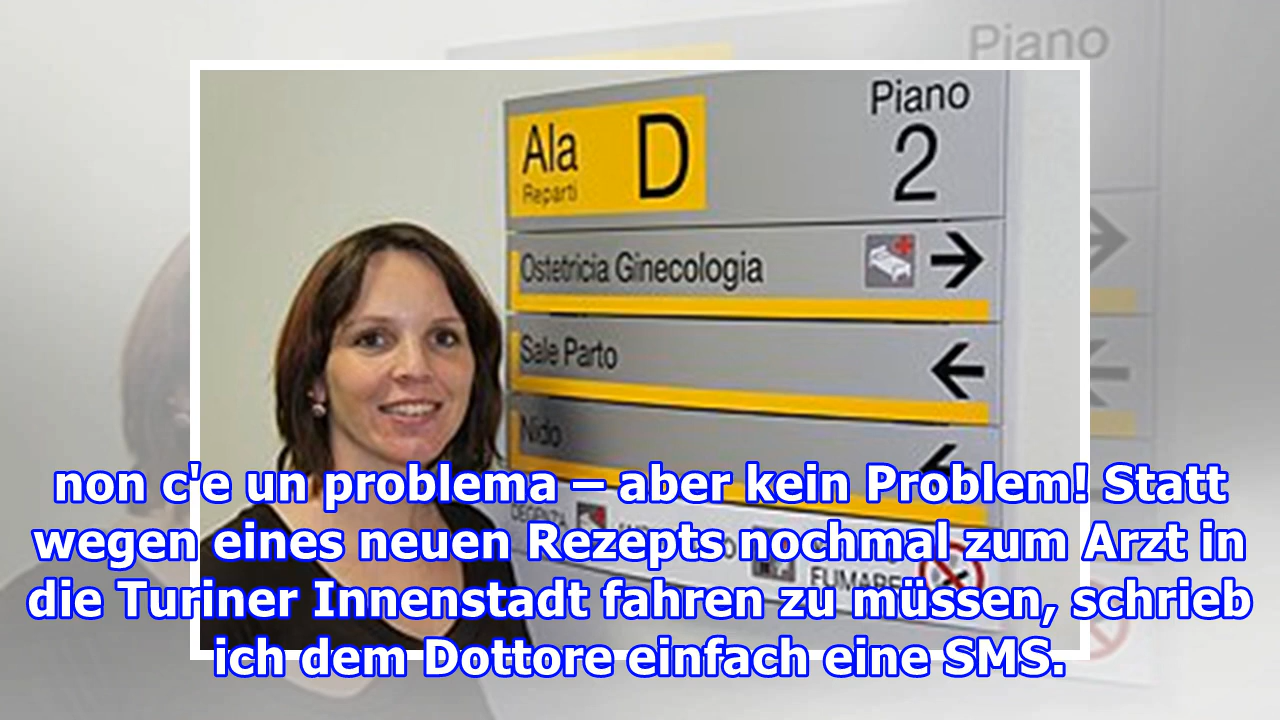 Piano
Piano
2
Ala D
Reparti
Ostetricia Ginecologia
Sale Parto
Nido
non c'e un problema – aber kein Problem! Statt
wegen eines neuen Rezepts nochmal zum Arzt in
die Turiner Innenstadt fahren zu müssen, schrieb
ich dem Dottore einfach eine SMS.
FUMARE